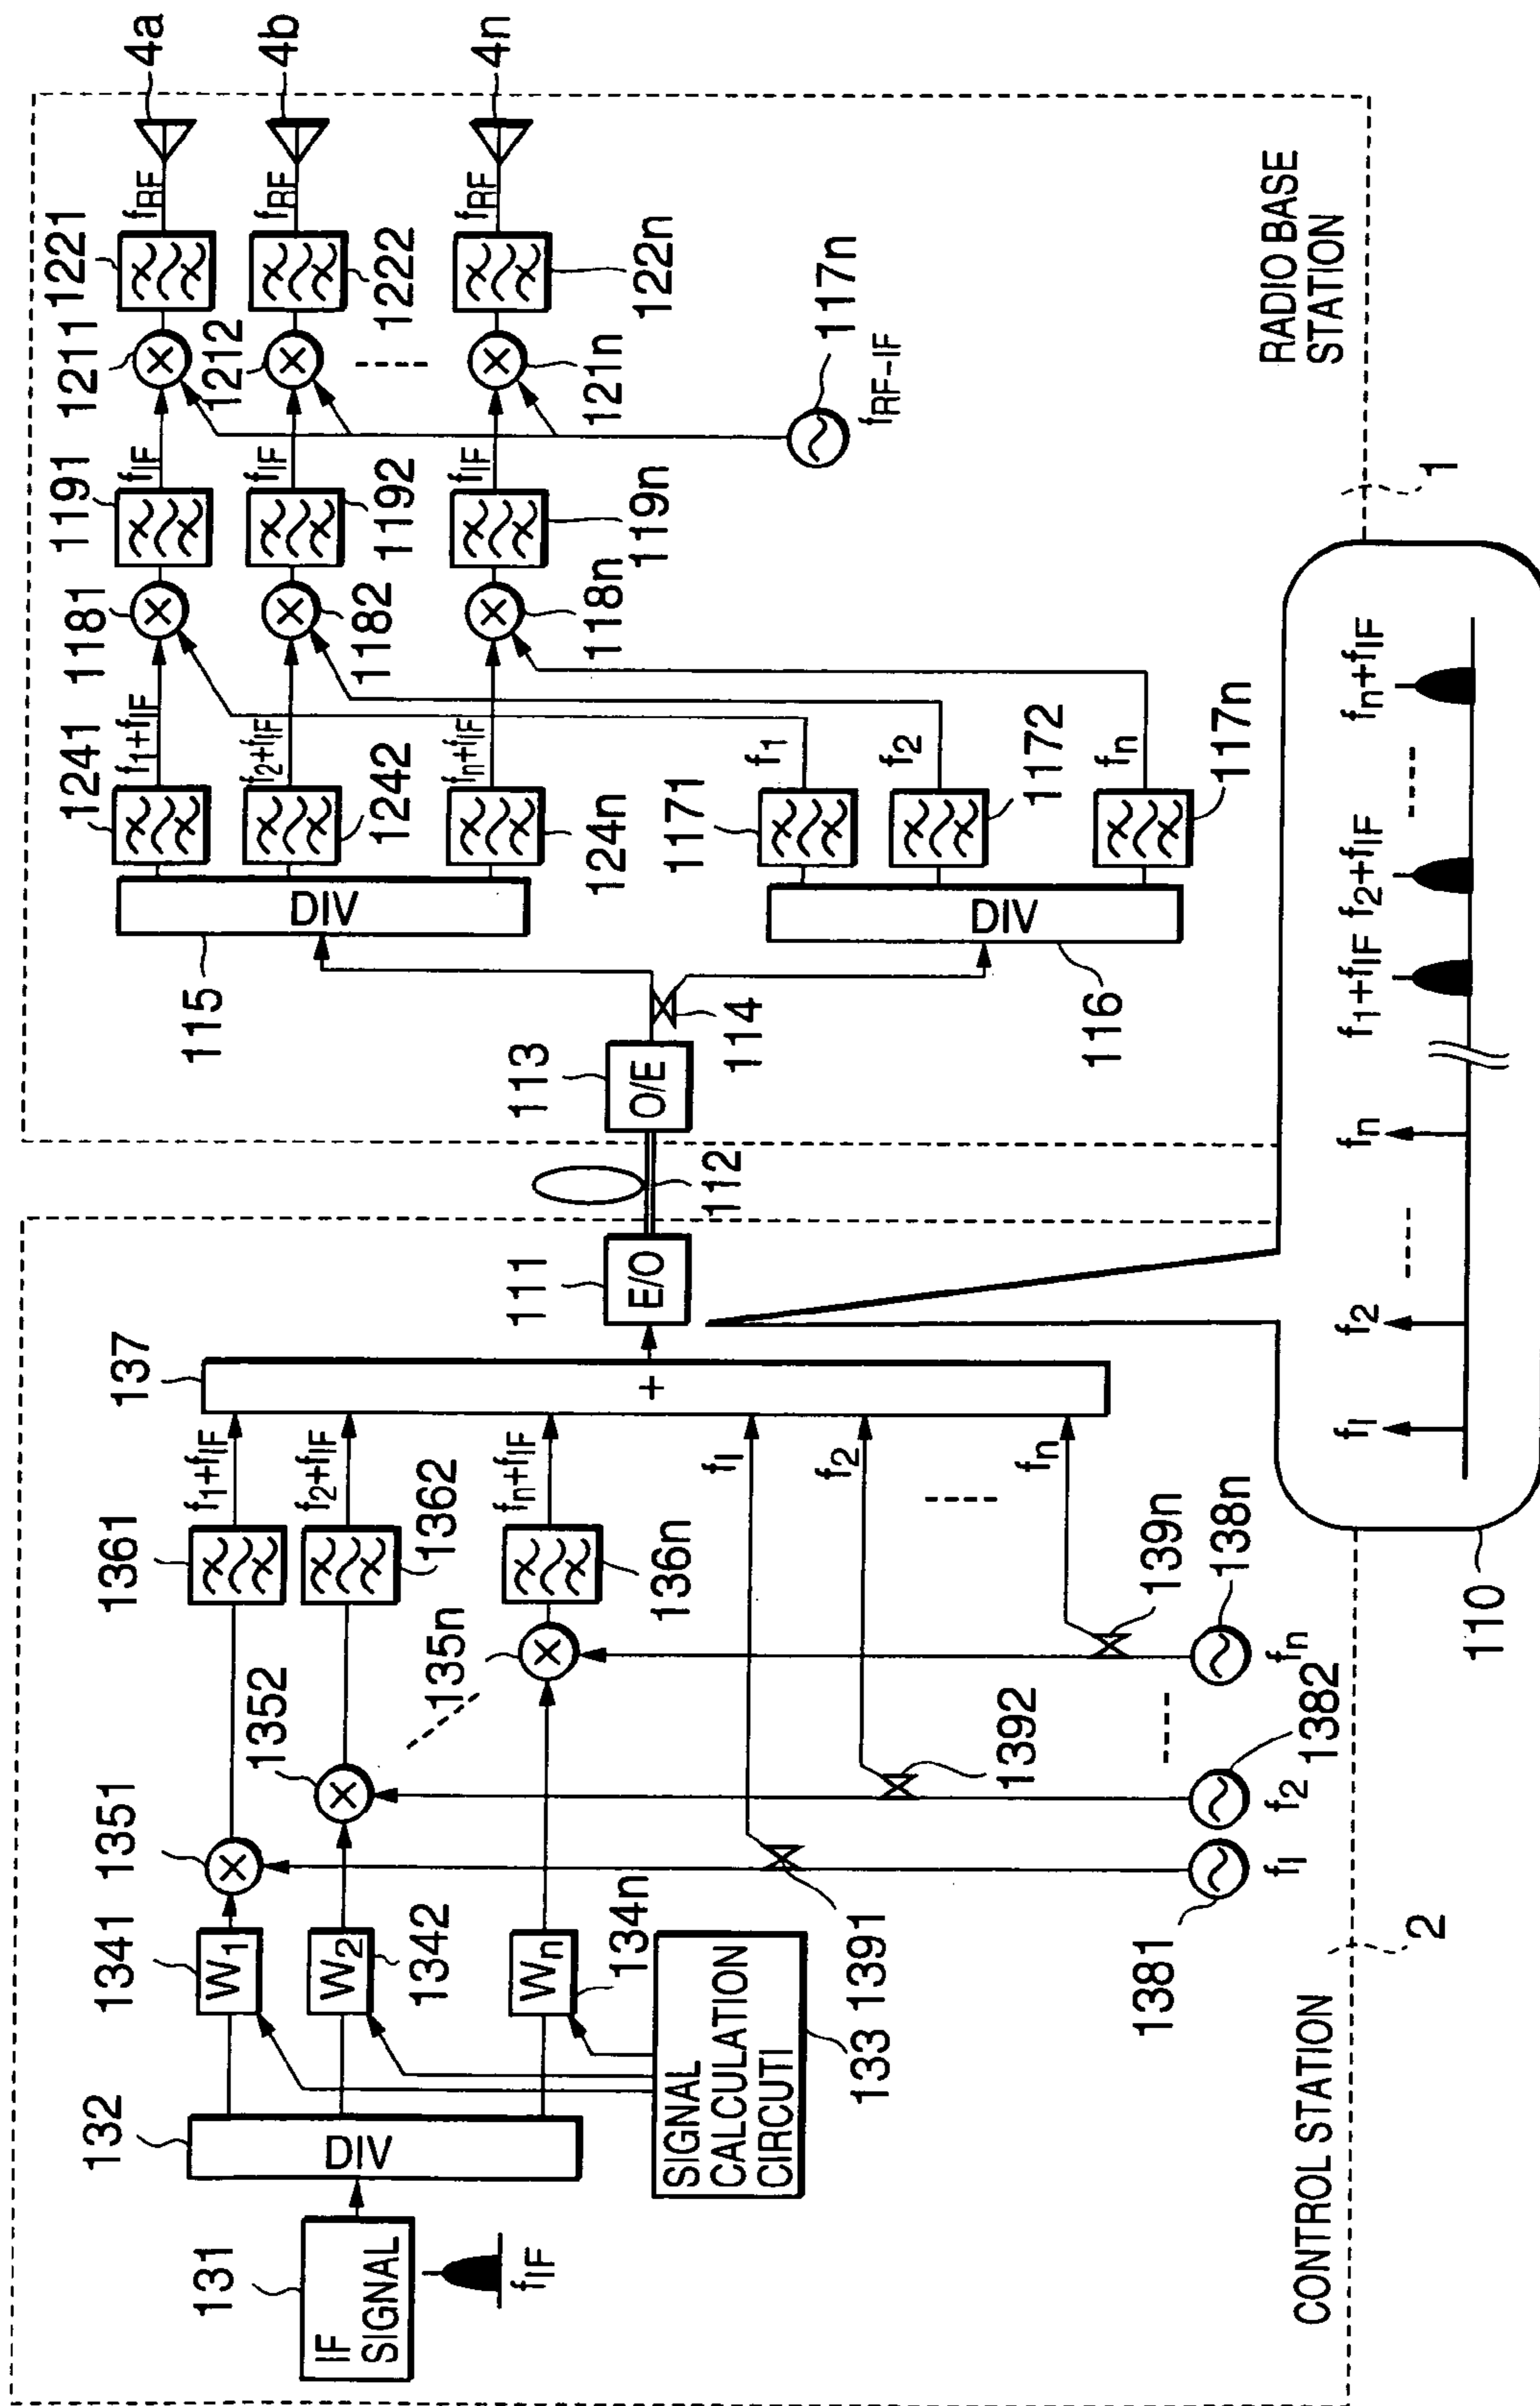 131
IF
SIGNAL
fIF
132
DIV
SIGNAL
CALCULATION
CIRCUTI
133
1341
W1
W2
1342
Wn
134n
1351
1352
135n
1361
f1+fIF
f2+fIF
1362
fn+fIF
136n
137
+
f1
f2
fn
1391
1392
139n
1381
f1
f2
1382
fn
138n
CONTROL STATION
2
111
E/O
112
113
O/E
114
115
DIV
DIV
116
1241
f1+fIF
f2+fIF
1242
fn+fIF
124n
1171
f1
f2
1172
fn
117n
1181
1182
118n
1191
fIF
fIF
1192
fIF
119n
1211
1212
121n
117n
fRF-IF
1221
fRF
fRF
1222
fRF
122n
4a
4b
4n
RADIO BASE
STATION
1
110
f1
f2
fn
f1+fIF
f2+fIF
fn+fIF